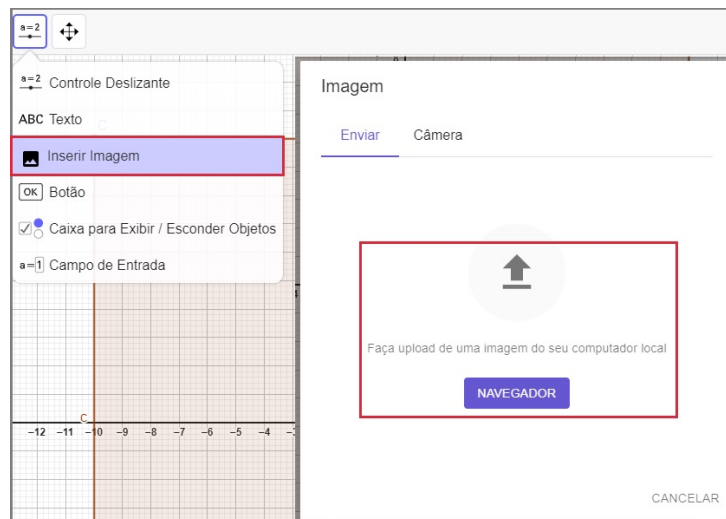 a=2
a=2 Controle Deslizante
ABC Texto
C
Inserir Imagem
OK Botão
Caixa para Exibir / Esconder Objetos
a=1 Campo de Entrada
C
-12 -11 -10 -9 -8 -7 -6 -5 -4
Imagem
Enviar Câmera
Faça upload de uma imagem do seu computador local
NAVEGADOR
CANCELAR